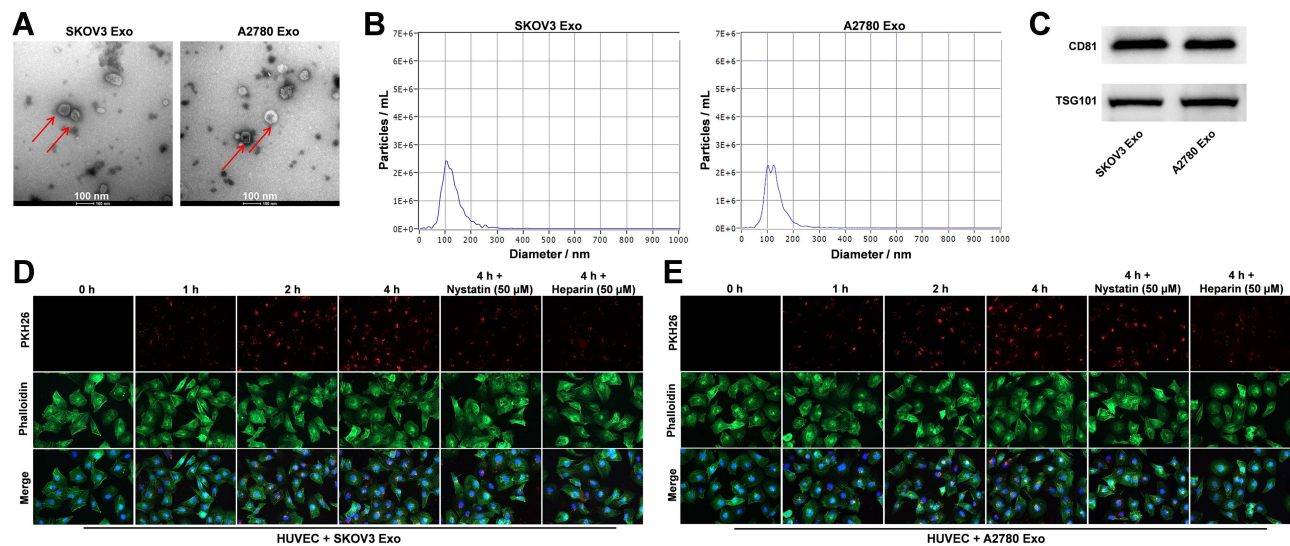 A
SKOV3 Exo
A2780 Exo
100 nm
100 nm
100 nm
100 nm
B
SKOV3 Exo
7E+6
6E+6
5E+6
4E+6
3E+6
2E+6
1E+6
0E+0
Particles / mL
0 100 200 300 400 500 600 700 800 900 1000
Diameter / nm
A2780 Exo
7E+6
6E+6
5E+6
4E+6
3E+6
2E+6
1E+6
0E+0
Particles / mL
0 100 200 300 400 500 600 700 800 900 1000
Diameter / nm
C
CD81
TSG101
SKOV3 Exo
A2780 Exo
D
0 h 1 h 2 h 4 h
4 h +
Nystatin (50 µM)
4 h +
Heparin (50 µM)
PKH26
Phalloidin
Merge
HUVEC + SKOV3 Exo
E
0 h 1 h 2 h 4 h
4 h +
Nystatin (50 µM)
4 h +
Heparin (50 µM)
PKH26
Phalloidin
Merge
HUVEC + A2780 Exo